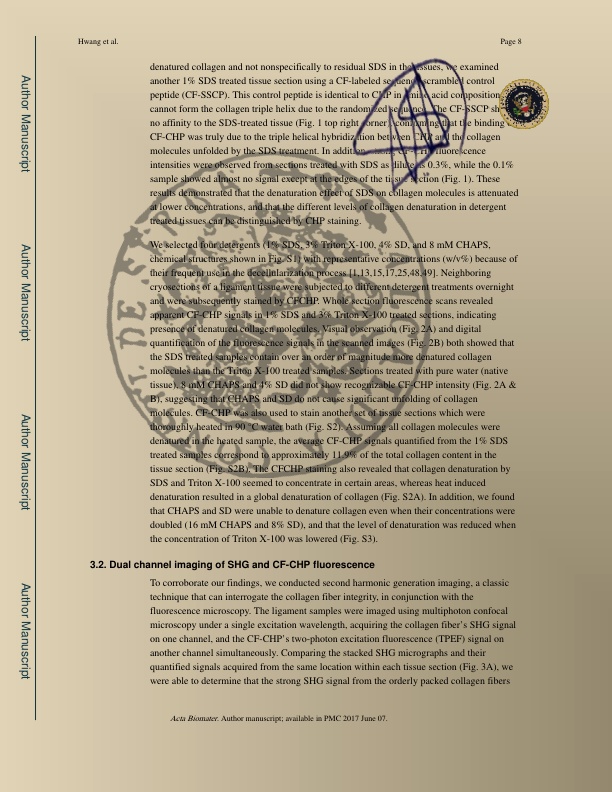 Hwang et al.
Page 8
denatured collagen and not nonspecifically to residual SDS in the tissues, we examined
another 1% SDS treated tissue section using a CF-labeled sequence scrambled control
peptide (CF-SSCP). This control peptide is identical to CHP in amino acid composition
cannot form the collagen triple helix due to the randomized sequence. The CF-SSCP sh
no affinity to the SDS-treated tissue (Fig. 1 top right corner), confirming that the binding
CF-CHP was truly due to the triple helical hybridization between CHP and the collagen
molecules unfolded by the SDS treatment. In addition, CF-CHP fluorescence
intensities were observed from sections treated with SDS as dilute as 0.3%, while the 0.1%
sample showed almost no signal except at the edges of the tissue section (Fig. 1). These
results demonstrated that the denaturation effect of SDS on collagen molecules is attenuated
at lower concentrations, and that the different levels of collagen denaturation in detergent
treated tissues can be distinguished by CHP staining.
We selected four detergents (1% SDS, 3% Triton X-100, 4% SD, and 8 mM CHAPS,
chemical structures shown in Fig. S1) with representative concentrations (w/v%) because of
their frequent use in the decellularization process [1,13,15,17,25,48,49]. Neighboring
cryosections of a ligament tissue were subjected to different detergent treatments overnight
and were subsequently stained by CFCHP. Whole section fluorescence scans revealed
apparent CF-CHP signals in 1% SDS and 3% Triton X-100 treated sections, indicating
presence of denatured collagen molecules. Visual observation (Fig. 2A) and digital
quantification of the fluorescence signals in the scanned images (Fig. 2B) both showed that
the SDS treated samples contain over an order of magnitude more denatured collagen
molecules than the Triton X-100 treated samples. Sections treated with pure water (native
tissue), 8 mM CHAPS and 4% SD did not show recognizable CF-CHP intensity (Fig. 2A &
B), suggesting that CHAPS and SD do not cause significant unfolding of collagen
molecules. CF-CHP was also used to stain another set of tissue sections which were
thoroughly heated in 90 °C water bath (Fig. S2). Assuming all collagen molecules were
denatured in the heated sample, the average CF-CHP signals quantified from the 1% SDS
treated samples correspond to approximately 11.9% of the total collagen content in the
tissue section (Fig. S2B). The CFCHP staining also revealed that collagen denaturation by
SDS and Triton X-100 seemed to concentrate in certain areas, whereas heat induced
denaturation resulted in a global denaturation of collagen (Fig. S2A). In addition, we found
that CHAPS and SD were unable to denature collagen even when their concentrations were
doubled (16 mM CHAPS and 8% SD), and that the level of denaturation was reduced when
the concentration of Triton X-100 was lowered (Fig. S3).
3.2. Dual channel imaging of SHG and CF-CHP fluorescence
To corroborate our findings, we conducted second harmonic generation imaging, a classic
technique that can interrogate the collagen fiber integrity, in conjunction with the
fluorescence microscopy. The ligament samples were imaged using multiphoton confocal
microscopy under a single excitation wavelength, acquiring the collagen fiber's SHG signal
on one channel, and the CF-CHP's two-photon excitation fluorescence (TPEF) signal on
another channel simultaneously. Comparing the stacked SHG micrographs and their
quantified signals acquired from the same location within each tissue section (Fig. 3A), we
were able to determine that the strong SHG signal from the orderly packed collagen fibers
Acta Biomater. Author manuscript; available in PMC 2017 June 07.
Author Manuscript
Author Manuscript
Author Manuscript
Author Manuscript